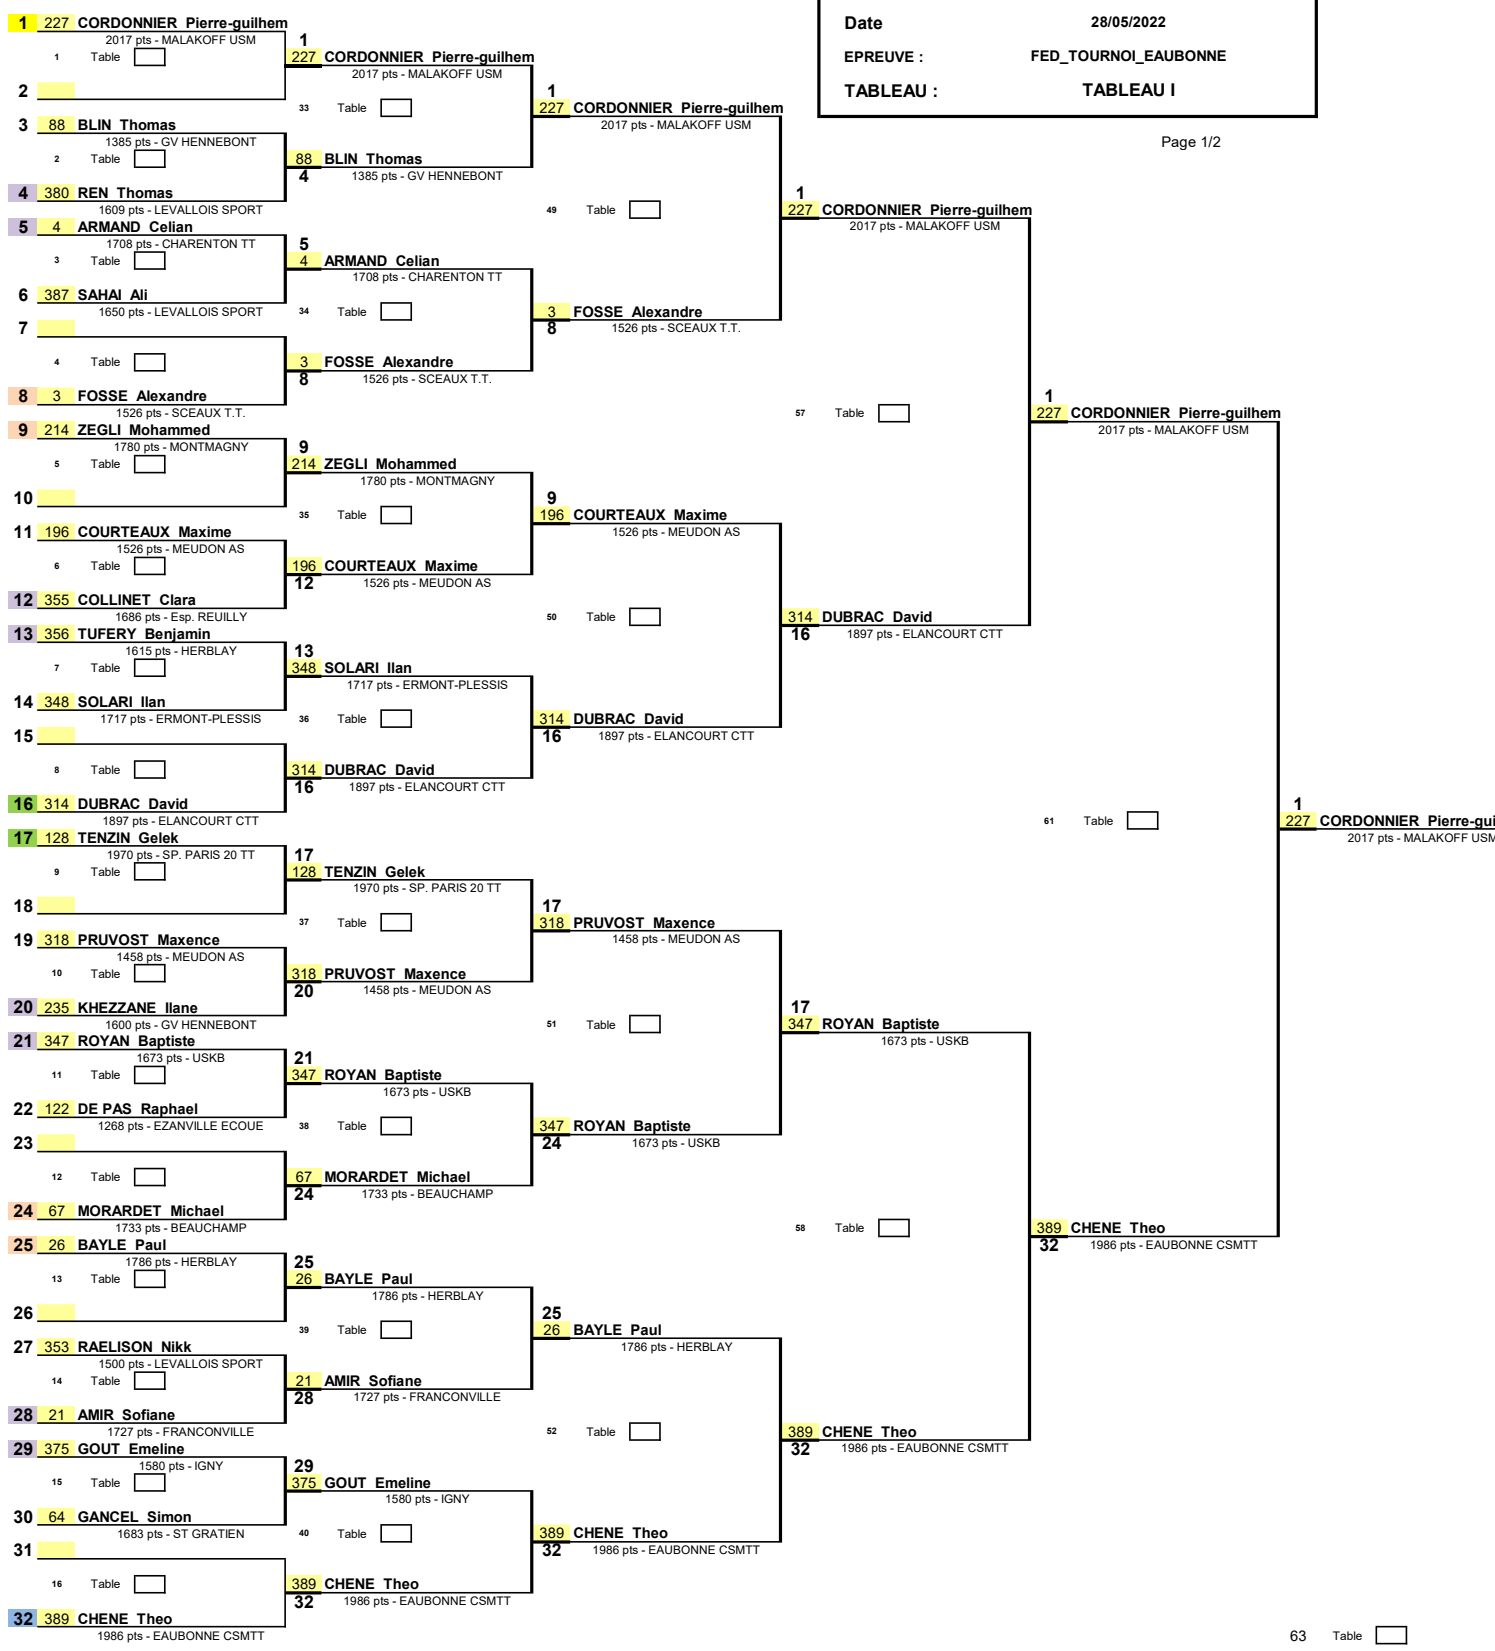 Date 28/05/2022
EPREUVE : FED_TOURNOI_EAUBONNE
TABLEAU : TABLEAU I
Page 1/2
1 227 CORDONNIER Pierre-guilhem
2017 pts - MALAKOFF USM
1 Table
2
3 88 BLIN Thomas
1385 pts - GV HENNEBONT
2 Table
4 380 REN Thomas
1609 pts - LEVALLOIS SPORT
5 4 ARMAND Celian
1708 pts - CHARENTON TT
3 Table
6 387 SAHAI Ali
1650 pts - LEVALLOIS SPORT
7
4 Table
8 3 FOSSE Alexandre
1526 pts - SCEAUX T.T.
9 214 ZEGLI Mohammed
1780 pts - MONTMAGNY
5 Table
10
11 196 COURTEAUX Maxime
1526 pts - MEUDON AS
6 Table
12 355 COLLINET Clara
1686 pts - Esp. REUILLY
13 356 TUFERY Benjamin
1615 pts - HERBLAY
7 Table
14 348 SOLARI Ilan
1717 pts - ERMONT-PLESSIS
15
8 Table
16 314 DUBRAC David
1897 pts - ELANCOURT CTT
17 128 TENZIN Gelek
1970 pts - SP. PARIS 20 TT
9 Table
18
19 318 PRUVOST Maxence
1458 pts - MEUDON AS
10 Table
20 235 KHEZZANE Ilane
1600 pts - GV HENNEBONT
21 347 ROYAN Baptiste
1673 pts - USKB
11 Table
22 122 DE PAS Raphael
1268 pts - EZANVILLE ECOUE
23
12 Table
24 67 MORARDET Michael
1733 pts - BEAUCHAMP
25 26 BAYLE Paul
1786 pts - HERBLAY
13 Table
26
27 353 RAELISON Nikk
1500 pts - LEVALLOIS SPORT
14 Table
28 21 AMIR Sofiane
1727 pts - FRANCONVILLE
29 375 GOUT Emeline
1580 pts - IGNY
15 Table
30 64 GANCEL Simon
1683 pts - ST GRATIEN
31
16 Table
32 389 CHENE Theo
1986 pts - EAUBONNE CSMTT
1
227 CORDONNIER Pierre-guilhem
2017 pts - MALAKOFF USM
33 Table
88 BLIN Thomas
4 1385 pts - GV HENNEBONT
5
4 ARMAND Celian
1708 pts - CHARENTON TT
34 Table
3 FOSSE Alexandre
8 1526 pts - SCEAUX T.T.
9
214 ZEGLI Mohammed
1780 pts - MONTMAGNY
35 Table
196 COURTEAUX Maxime
12 1526 pts - MEUDON AS
13
348 SOLARI Ilan
1717 pts - ERMONT-PLESSIS
36 Table
314 DUBRAC David
16 1897 pts - ELANCOURT CTT
17
128 TENZIN Gelek
1970 pts - SP. PARIS 20 TT
37 Table
318 PRUVOST Maxence
20 1458 pts - MEUDON AS
21
347 ROYAN Baptiste
1673 pts - USKB
38 Table
67 MORARDET Michael
24 1733 pts - BEAUCHAMP
25
26 BAYLE Paul
1786 pts - HERBLAY
39 Table
21 AMIR Sofiane
28 1727 pts - FRANCONVILLE
29
375 GOUT Emeline
1580 pts - IGNY
40 Table
389 CHENE Theo
32 1986 pts - EAUBONNE CSMTT
1
227 CORDONNIER Pierre-guilhem
2017 pts - MALAKOFF USM
49 Table
3 FOSSE Alexandre
8 1526 pts - SCEAUX T.T.
9
196 COURTEAUX Maxime
1526 pts - MEUDON AS
50 Table
314 DUBRAC David
16 1897 pts - ELANCOURT CTT
17
318 PRUVOST Maxence
1458 pts - MEUDON AS
51 Table
347 ROYAN Baptiste
24 1673 pts - USKB
25
26 BAYLE Paul
1786 pts - HERBLAY
52 Table
389 CHENE Theo
32 1986 pts - EAUBONNE CSMTT
1
227 CORDONNIER Pierre-guilhem
2017 pts - MALAKOFF USM
57 Table
314 DUBRAC David
16 1897 pts - ELANCOURT CTT
17
347 ROYAN Baptiste
1673 pts - USKB
58 Table
389 CHENE Theo
32 1986 pts - EAUBONNE CSMTT
1
227 CORDONNIER Pierre-guilhem
2017 pts - MALAKOFF USM
61 Table
389 CHENE Theo
32 1986 pts - EAUBONNE CSMTT
1
227 CORDONNIER Pierre-gui
2017 pts - MALAKOFF USM
63 Table